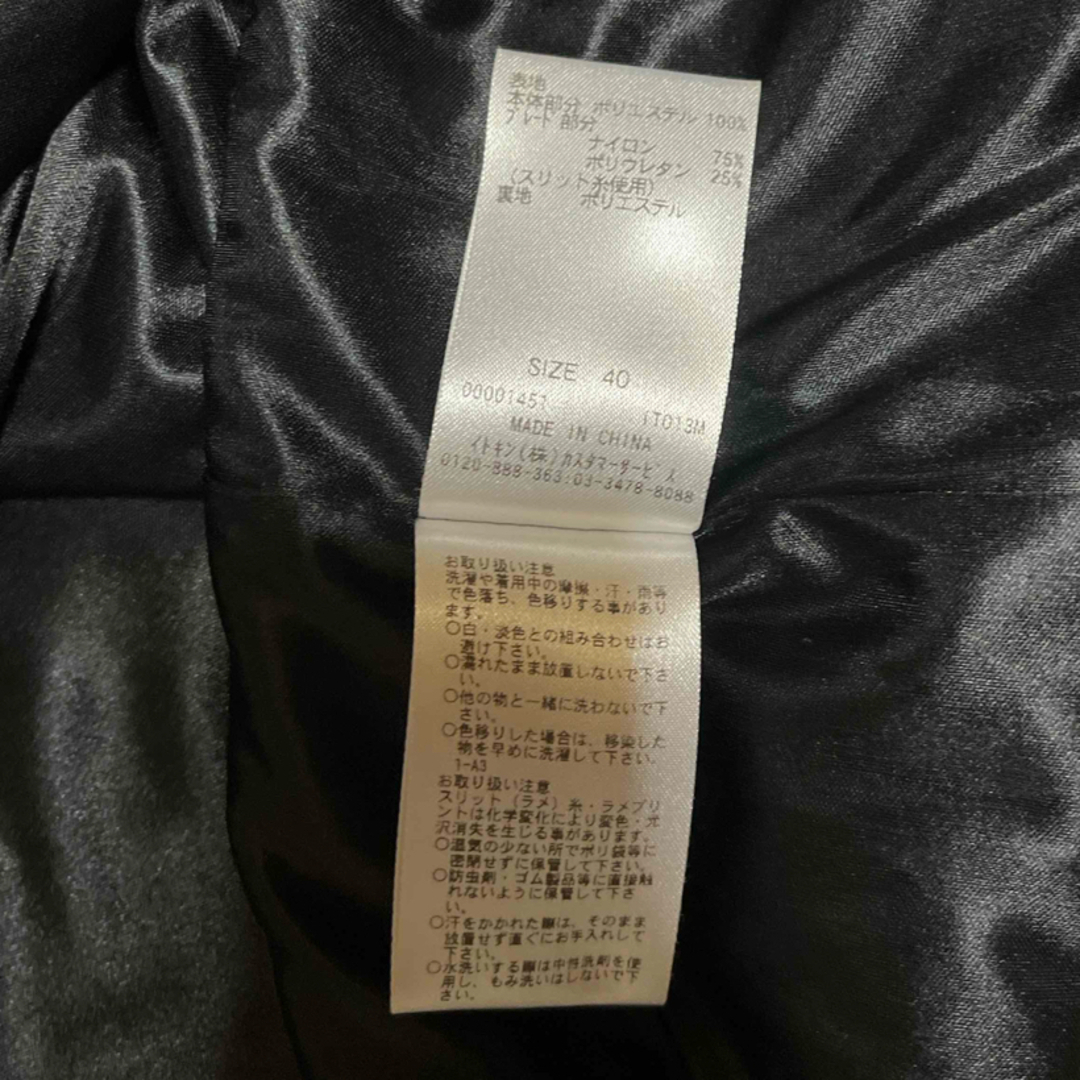 表地
本体部分 ポリエステル 100%
プレート 部分
ナイロン 75%
ポリウレタン 25%
(スリット糸使用)
裏地 ポリエステル
SIZE 40
00001451 1T013M
MADE IN CHINA
イトキン(株)カスタマーサービス
0120-888-363:03-3478-8088
お取り扱い注意
洗濯や着用中の摩擦・汗・雨等
で色落ち、色移りする事があり
ます。
○白・淡色との組み合わせはお
避け下さい。
○濡れたまま放置しないで下さ
い。
○他の物と一緒に洗わないで下
さい。
○色移りした場合は、移染した
物を早めに洗濯して下さい。
1-A3
お取り扱い注意
スリット(ラメ)糸・ラメプリ
ントは化学変化により変色・光
沢消失を生じる事があります。
○湿気の少ない所でポリ袋等に
密閉せずに保管して下さい。
○防虫剤・ゴム製品等に直接触
れないように保管して下さ
い。
○汗をかかれた際は、そのまま
放置せず直ぐにお手入れして
下さい。
○水洗いする際は中性洗剤を使
用し、もみ洗いはしないで下
さい。